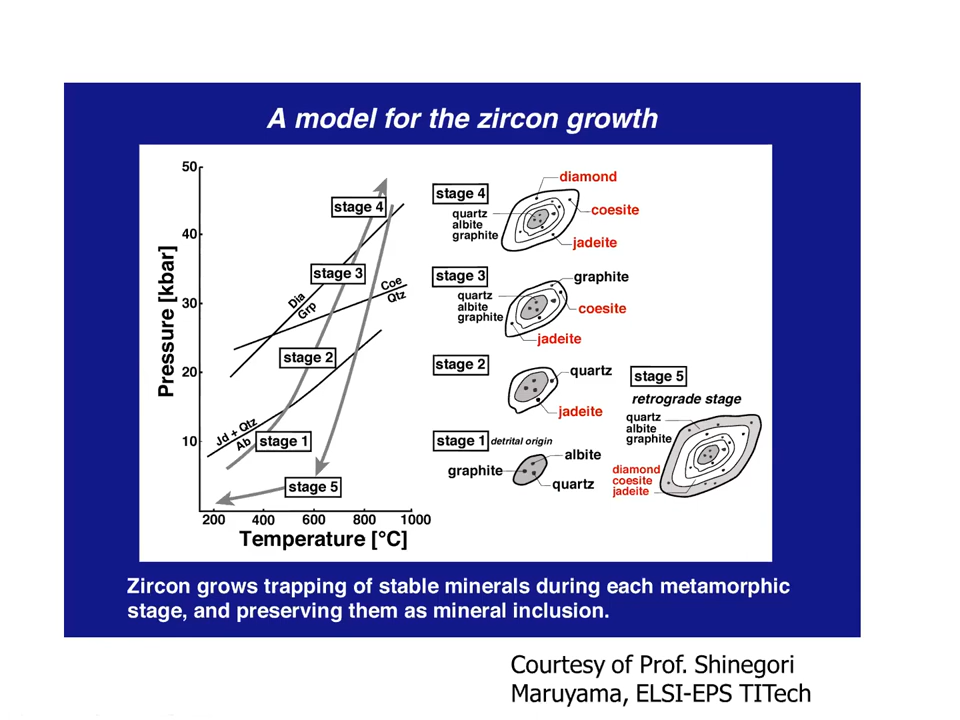 A model for the zircon growth
50
40
30
20
10
Pressure [kbar]
200
400
600
800
1000
Temperature [°C]
stage 4
stage 3
stage 2
stage 1
stage 5
Dia
Grp
Coe
Qtz
Jd + Qtz
Ab
stage 4
quartz
albite
graphite
diamond
coesite
jadeite
stage 3
quartz
albite
graphite
graphite
coesite
jadeite
stage 2
quartz
jadeite
stage 1 detrital origin
albite
graphite
quartz
stage 5
retrograde stage
quartz
albite
graphite
diamond
coesite
jadeite
Zircon grows trapping of stable minerals during each metamorphic
stage, and preserving them as mineral inclusion.
Courtesy of Prof. Shinegori
Maruyama, ELSI-EPS TITech